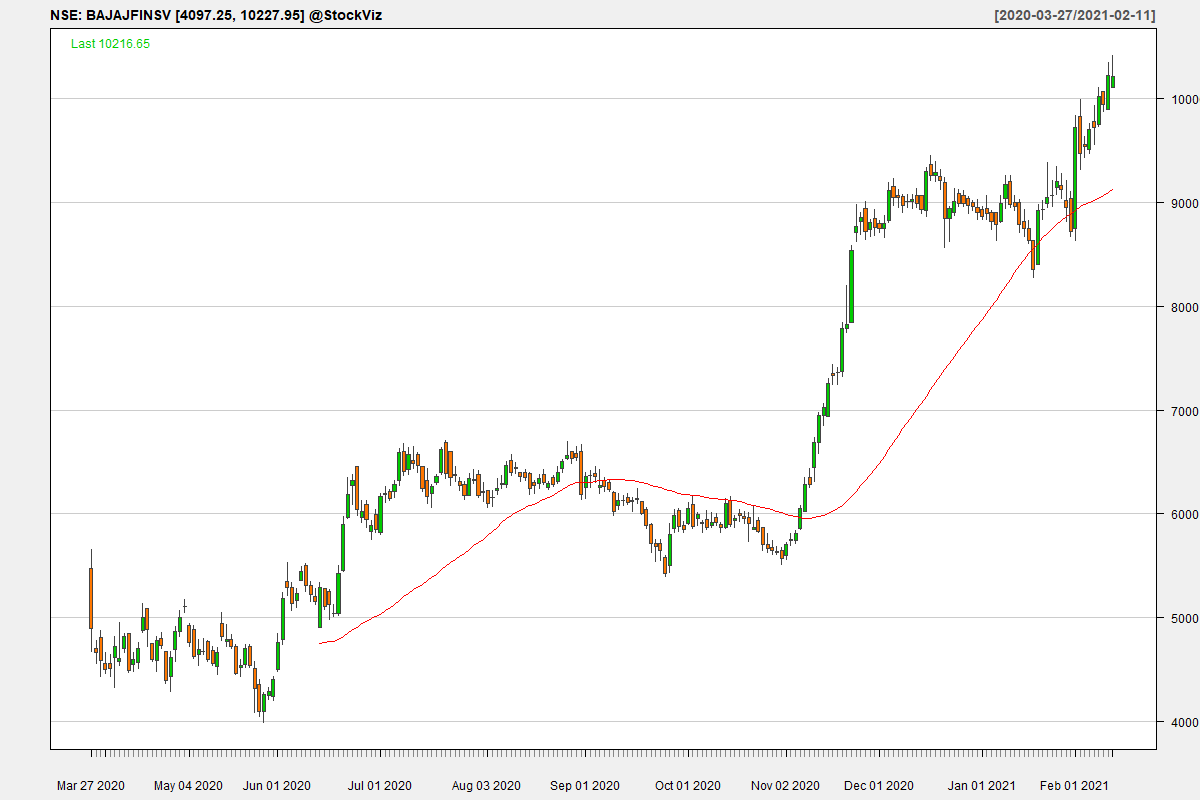 NSE: BAJAJFINSV [4097.25, 10227.95] @StockViz [2020-03-27/2021-02-11]
Last 10216.65
1000
9000
8000
7000
6000
5000
4000
Mar 27 2020 May 04 2020 Jun 01 2020 Jul 01 2020 Aug 03 2020 Sep 01 2020 Oct 01 2020 Nov 02 2020 Dec 01 2020 Jan 01 2021 Feb 01 2021